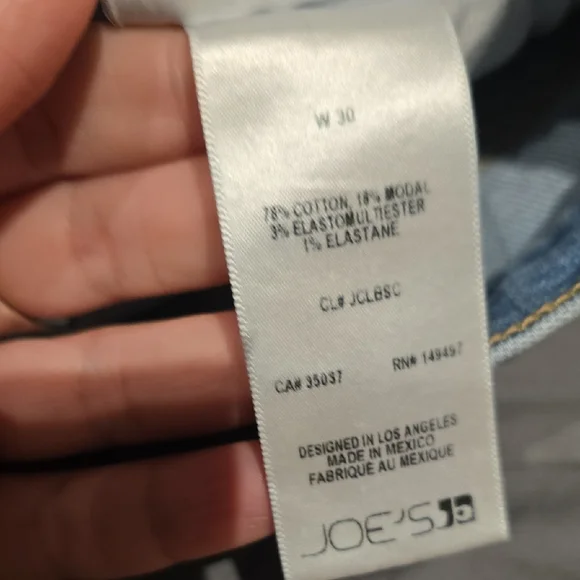 W 30
78% COTTON, 18% MODAL
3% ELASTOMULTIESTER
1% ELASTANE
CL# JCLBSC
CA# 35037 RN# 149497
DESIGNED IN LOS ANGELES
MADE IN MEXICO
FABRIQUE AU MEXIQUE
JOE'S